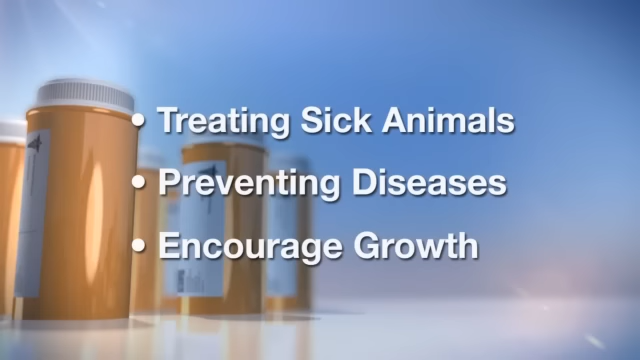 • Treating Sick Animals
• Preventing Diseases
• Encourage Growth